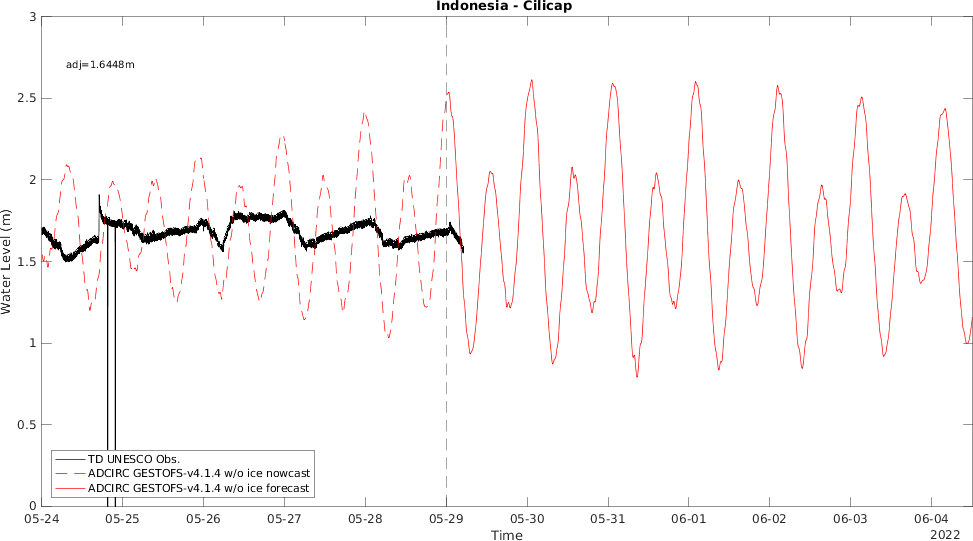 Indonesia - Cilicap
adj=1.6448m
3
2.5
2
1.5
1
0.5
0
Water Level (m)
TD UNESCO Obs.
ADCIRC GESTOFS-v4.1.4 w/o ice nowcast
ADCIRC GESTOFS-v4.1.4 w/o ice forecast
05-24 05-25 05-26 05-27 05-28 05-29 05-30 05-31 06-01 06-02 06-03 06-04
Time
2022